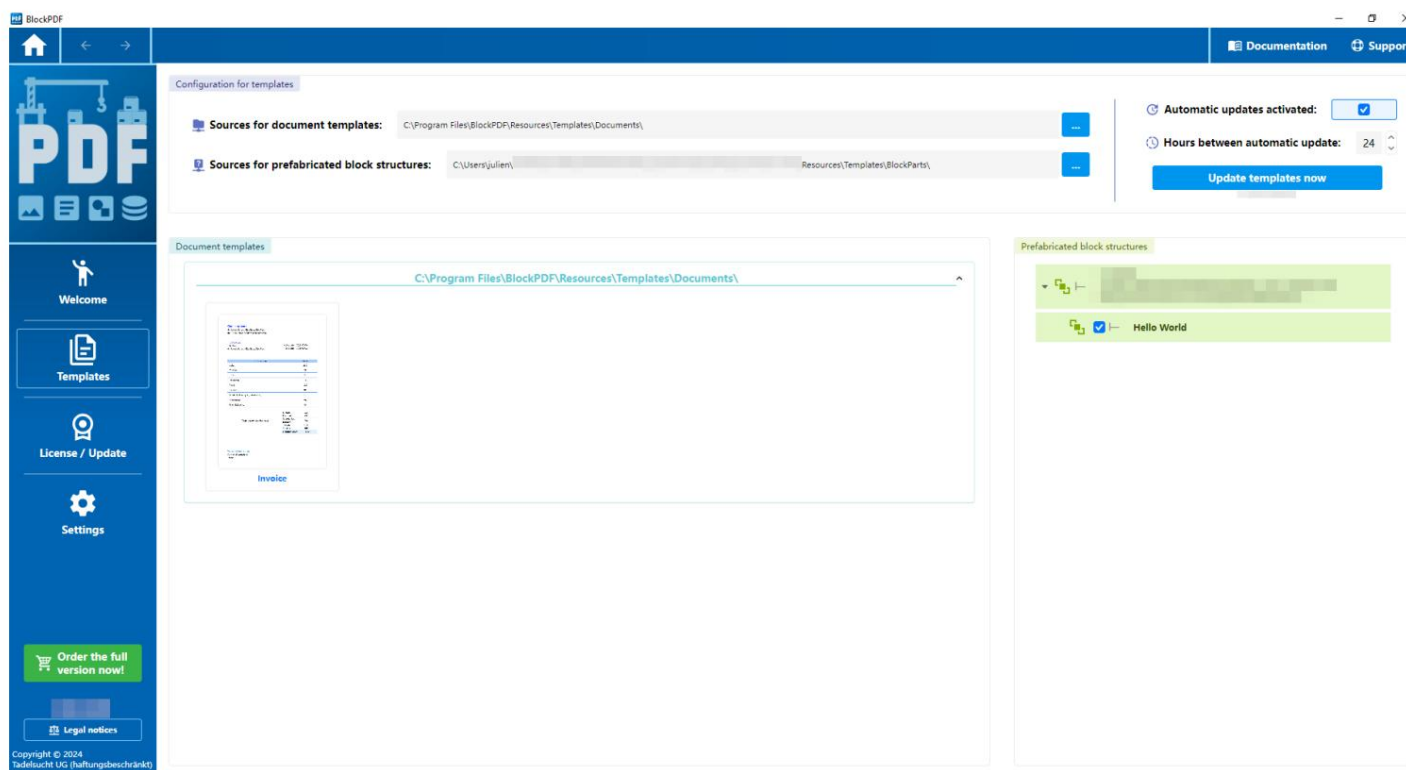 PDF BlockPDF
Documentation
Suppor
PDF
Configuration for templates
Sources for document templates: C:\Program Files\BlockPDF\Resources\Templates\Documents\ ...
Sources for prefabricated block structures: C:\Users\julien\ Resources\Templates\BlockParts\ ...
Automatic updates activated:
Hours between automatic update: 24
Update templates now
Welcome
Templates
License / Update
Settings
Order the full
version now!
Legal notices
Copyright © 2024
Tadelsucht UG (haftungsbeschränkt)
Document templates
C:\Program Files\BlockPDF\Resources\Templates\Documents\
Invoice
Prefabricated block structures
Hello World